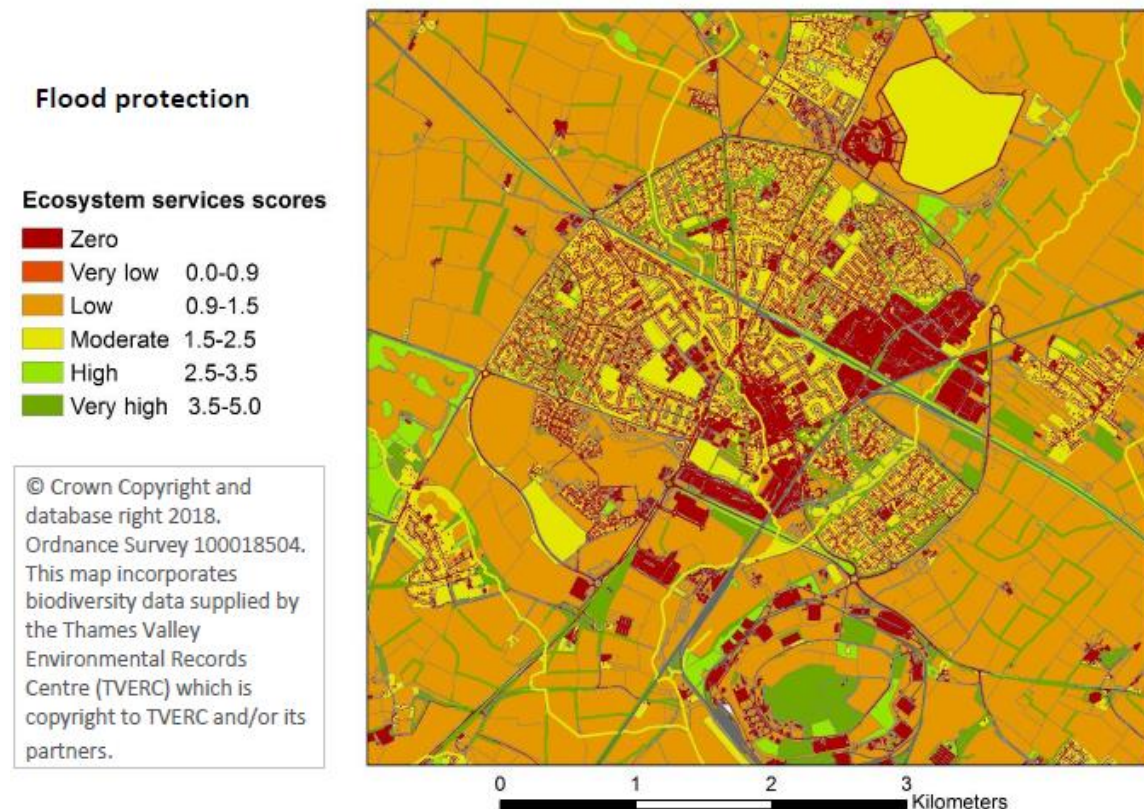 Flood protection
Ecosystem services scores
Zero
Very low 0.0-0.9
Low 0.9-1.5
Moderate 1.5-2.5
High 2.5-3.5
Very high 3.5-5.0
© Crown Copyright and
database right 2018.
Ordnance Survey 100018504.
This map incorporates
biodiversity data supplied by
the Thames Valley
Environmental Records
Centre (TVERC) which is
copyright to TVERC and/or its
partners.
0 1 2 3
Kilometers